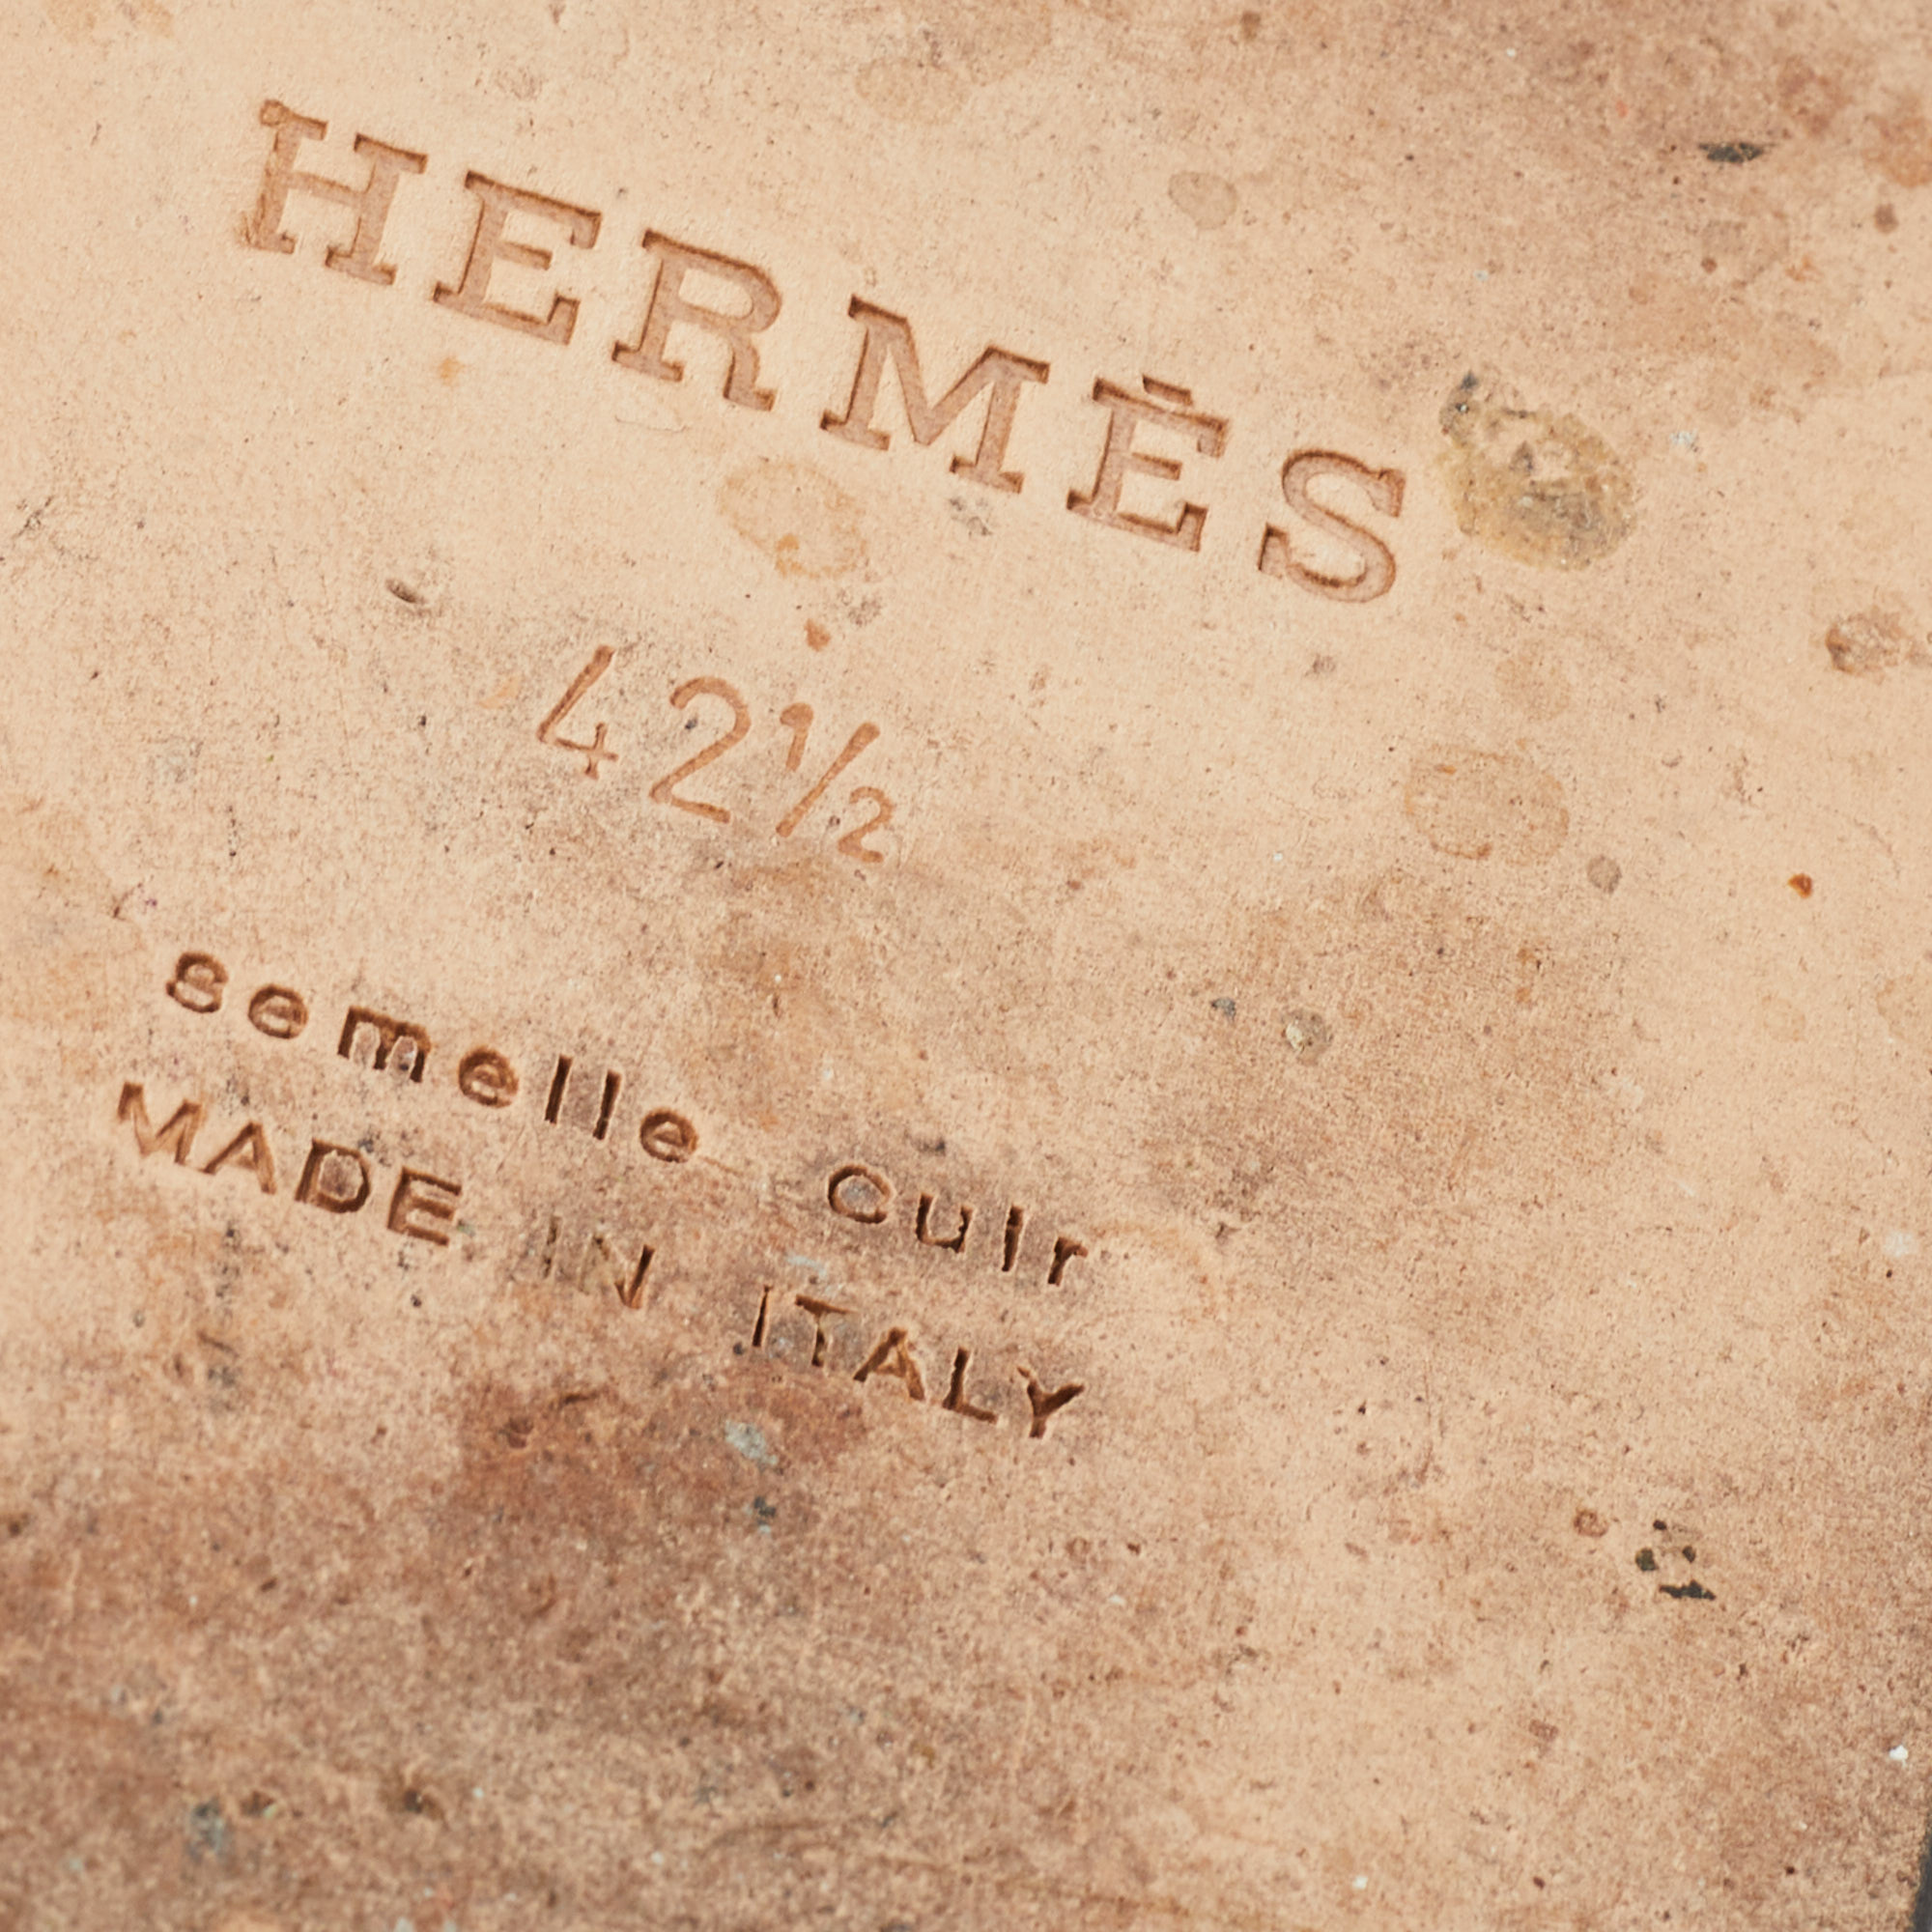 HERMÈS
42½
semelle cuir
MADE IN ITALY